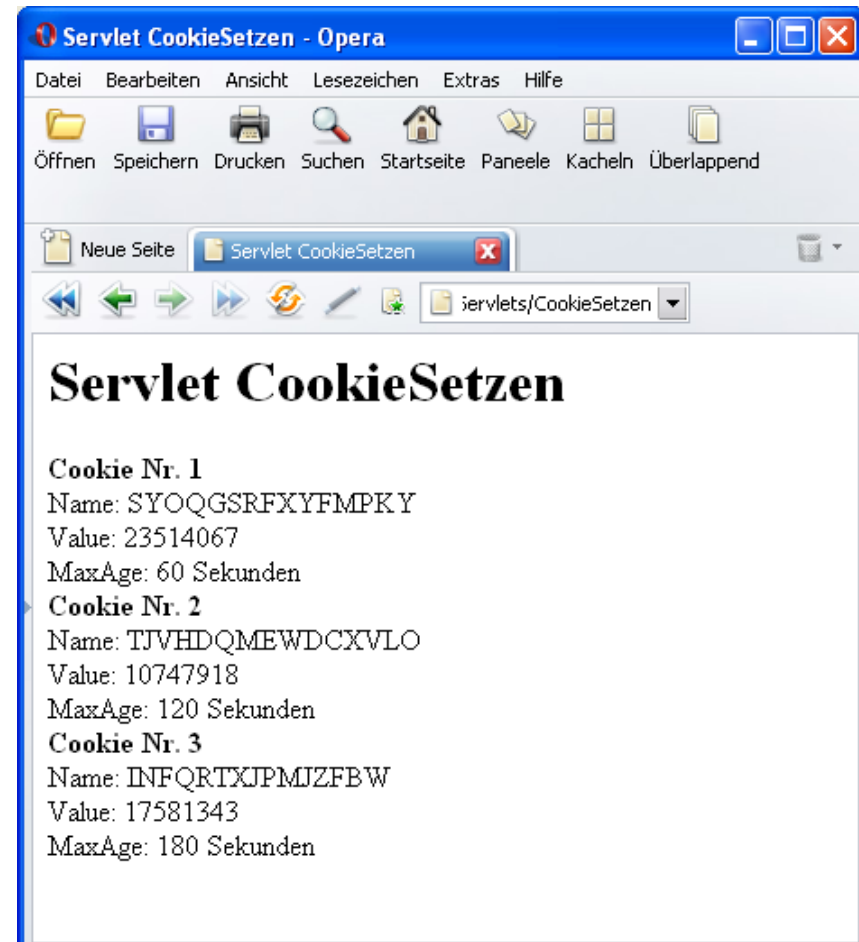 Servlet CookieSetzen - Opera
Datei Bearbeiten Ansicht Lesezeichen Extras Hilfe
Öffnen Speichern Drucken Suchen Startseite Paneele Kacheln Überlappend
Neue Seite Servlet CookieSetzen
Servlets/CookieSetzen
Servlet CookieSetzen
Cookie Nr. 1
Name: SYOQGSRFXYFMPKY
Value: 23514067
MaxAge: 60 Sekunden
Cookie Nr. 2
Name: TJVHDQMEWDCXVLO
Value: 10747918
MaxAge: 120 Sekunden
Cookie Nr. 3
Name: INFQRTXJPMJZFBW
Value: 17581343
MaxAge: 180 Sekunden